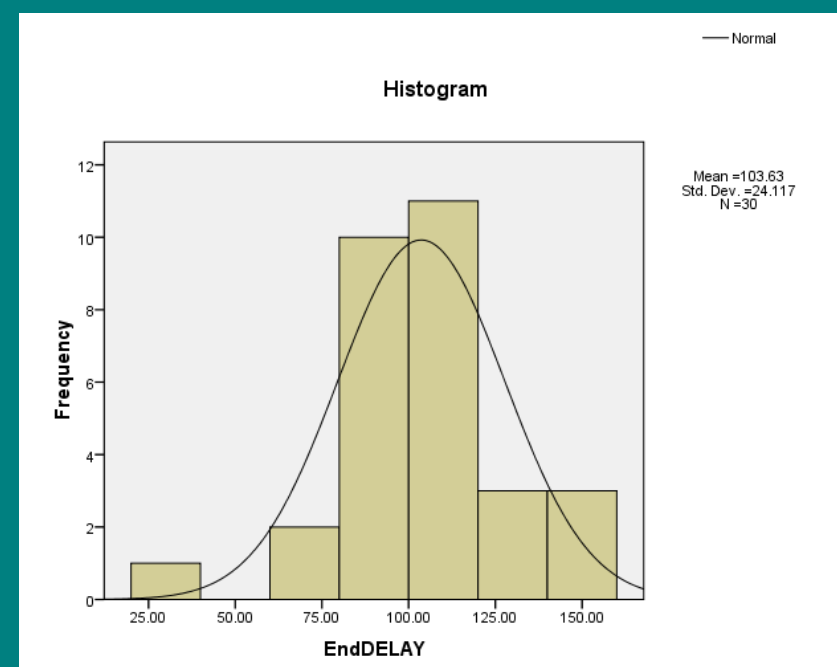 Normal
Histogram
Mean =103.63
Std. Dev. =24.117
N =30
12
10
8
6
4
2
0
Frequency
25.00 50.00 75.00 100.00 125.00 150.00
EndDELAY